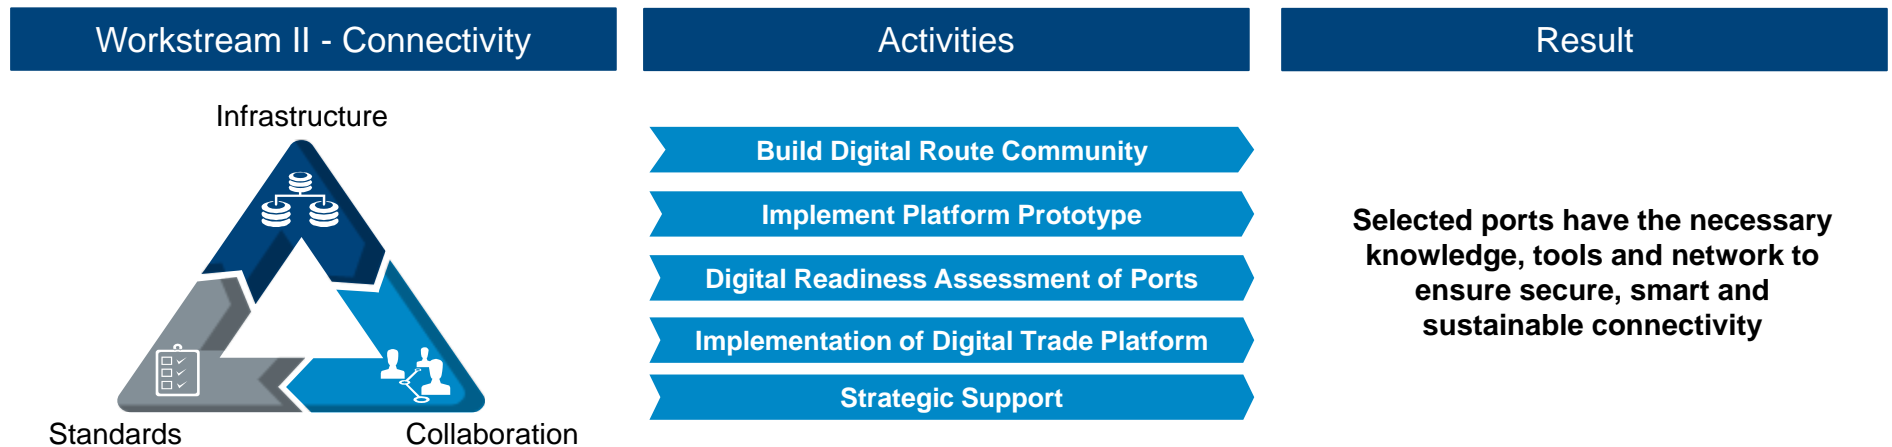 Workstream II - Connectivity
Activities
Result
Infrastructure
Standards
Collaboration
Build Digital Route Community
Implement Platform Prototype
Digital Readiness Assessment of Ports
Implementation of Digital Trade Platform
Strategic Support
Selected ports have the necessary
knowledge, tools and network to
ensure secure, smart and
sustainable connectivity